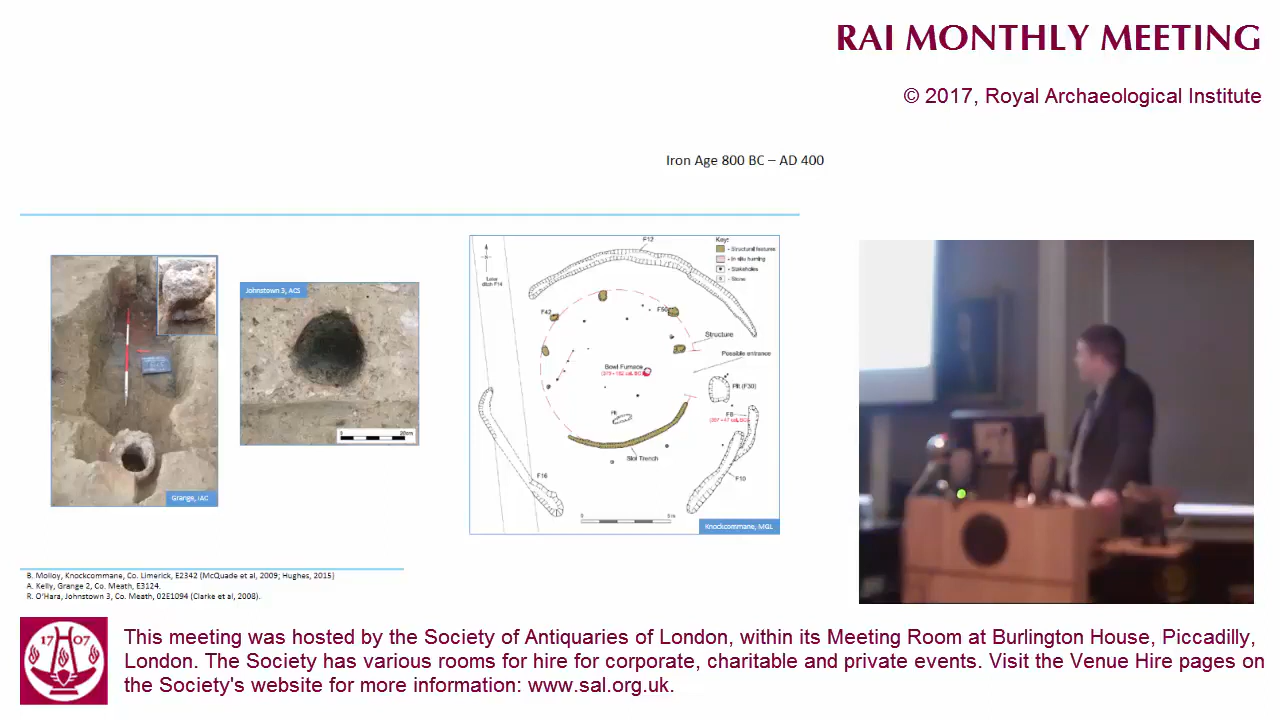 RAI MONTHLY MEETING
© 2017, Royal Archaeological Institute
Iron Age 800 BC – AD 400
Grange, IAC
Johnstown 3, ACS
20cm
F12
Key:
- Structural features
- In situ burning
- Stakeholes
- Stone
F42
F50
Structure
Possible entrance
Bowl Furnace
Pit (F30)
F8
Slot Trench
F16
F10
0
5 m
Knockcommane, MGL
B. Molloy, Knockcommane, Co. Limerick, E2342 (McQuade et al, 2009; Hughes, 2015)
A. Kelly, Grange 2, Co. Meath, E3124.
R. O'Hara, Johnstown 3, Co. Meath, 02E1094 (Clarke et al, 2008).
1707
This meeting was hosted by the Society of Antiquaries of London, within its Meeting Room at Burlington House, Piccadilly,
London. The Society has various rooms for hire for corporate, charitable and private events. Visit the Venue Hire pages on
the Society's website for more information: www.sal.org.uk.